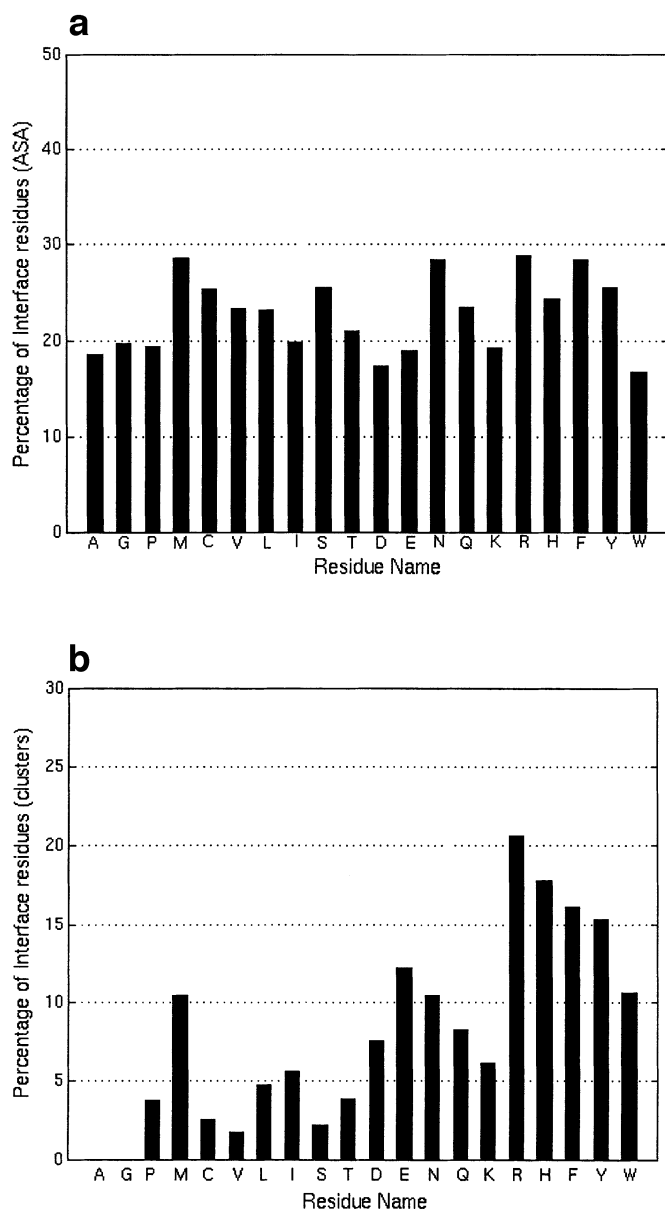 a
Percentage of Interface residues (ASA)
50
40
30
20
10
0
A G P M C V L I S T D E N Q K R H F Y W
Residue Name
b
Percentage of Interface residues (clusters)
30
25
20
15
10
5
0
A G P M C V L I S T D E N Q K R H F Y W
Residue Name